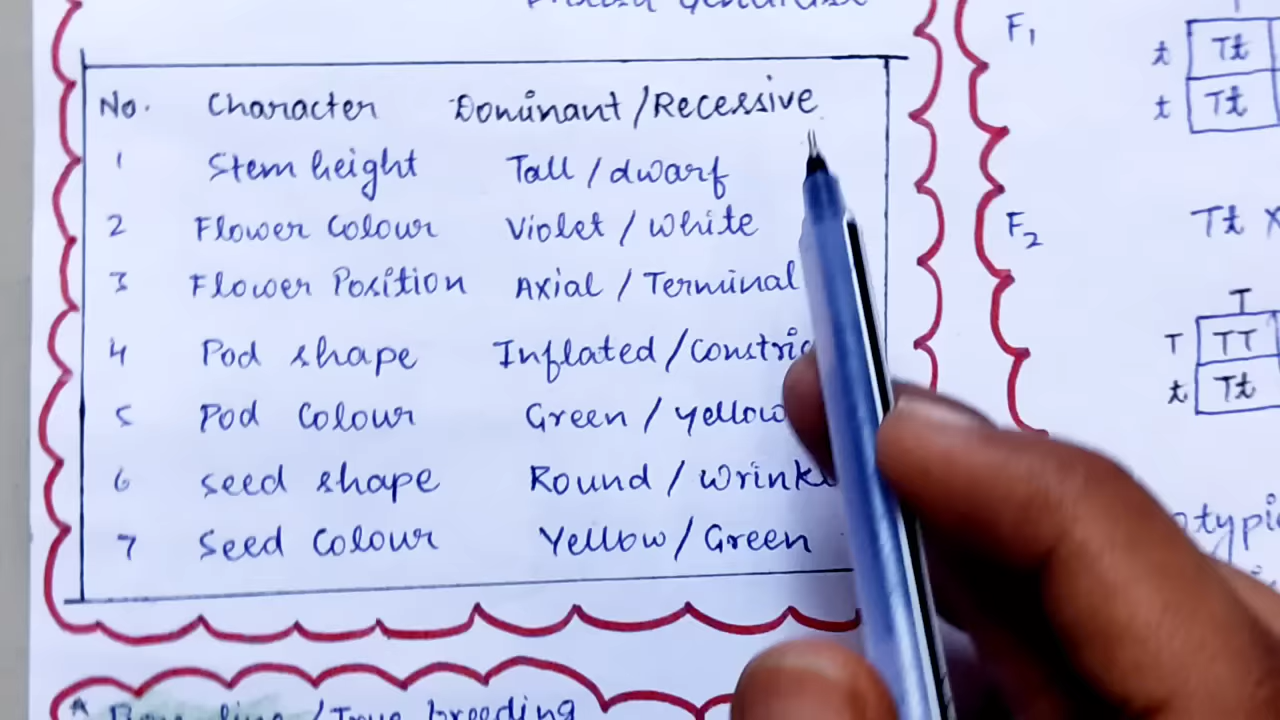 No. Character Dominant/Recessive
1 Stem height Tall/dwarf
2 Flower Colour Violet/white
3 Flower Position Axial/Terminal
4 Pod shape Inflated/Constric
5 Pod Colour Green/yellow
6 seed shape Round/wrinkl
7 Seed Colour Yellow/Green
/True breeding
F1
t Tt
t Tt
F2
Tt X
T
T TT
t Tt
otypi